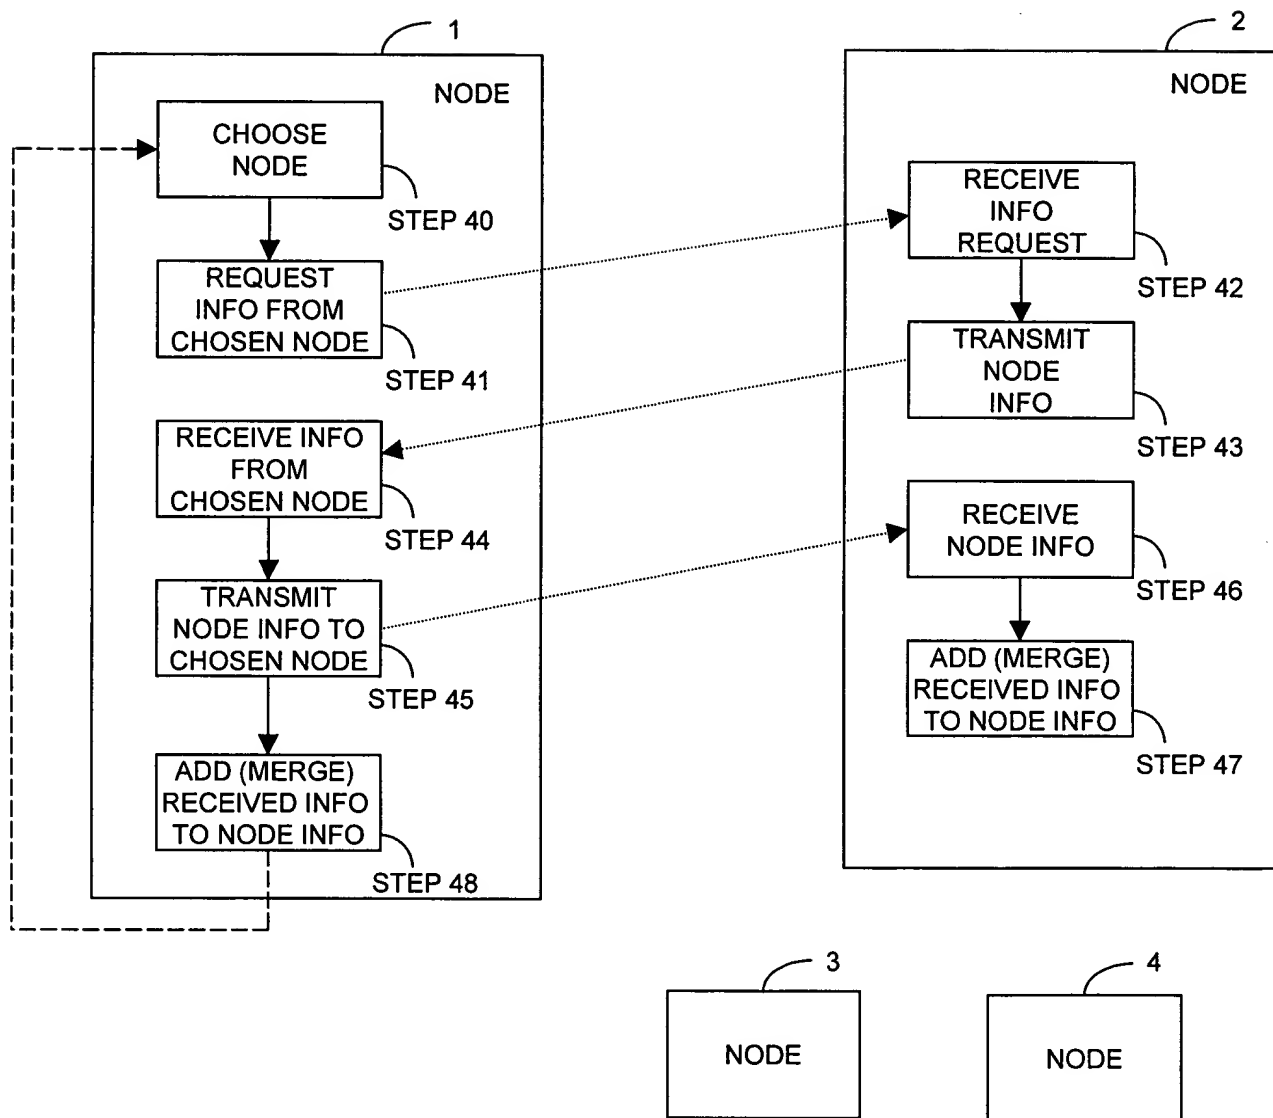 1
NODE
CHOOSE
NODE
STEP 40
REQUEST
INFO FROM
CHOSEN NODE
STEP 41
RECEIVE INFO
FROM
CHOSEN NODE
STEP 44
TRANSMIT
NODE INFO TO
CHOSEN NODE
STEP 45
ADD (MERGE)
RECEIVED INFO
TO NODE INFO
STEP 48
2
NODE
RECEIVE
INFO
REQUEST
STEP 42
TRANSMIT
NODE
INFO
STEP 43
RECEIVE
NODE INFO
STEP 46
ADD (MERGE)
RECEIVED INFO
TO NODE INFO
STEP 47
3
NODE
4
NODE